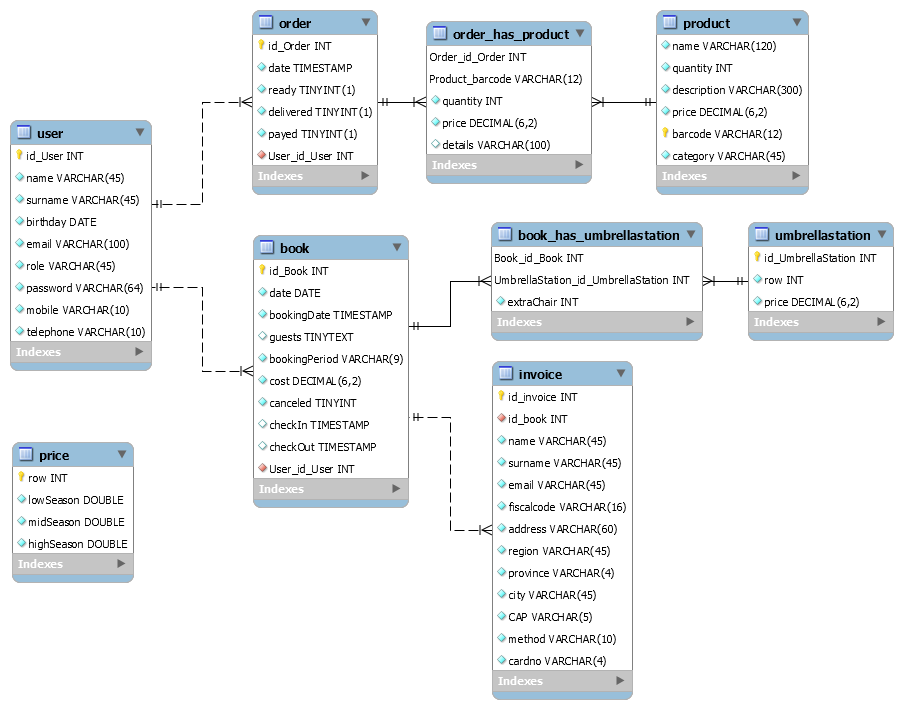 order
id_Order INT
date TIMESTAMP
ready TINYINT(1)
delivered TINYINT(1)
payed TINYINT(1)
User_id_User INT
Indexes
order_has_product
Order_id_Order INT
Product_barcode VARCHAR(12)
quantity INT
price DECIMAL(6,2)
details VARCHAR(100)
Indexes
product
name VARCHAR(120)
quantity INT
description VARCHAR(300)
price DECIMAL(6,2)
barcode VARCHAR(12)
category VARCHAR(45)
Indexes
user
id_User INT
name VARCHAR(45)
surname VARCHAR(45)
birthday DATE
email VARCHAR(100)
role VARCHAR(45)
password VARCHAR(64)
mobile VARCHAR(10)
telephone VARCHAR(10)
Indexes
book
id_Book INT
date DATE
bookingDate TIMESTAMP
guests TINYTEXT
bookingPeriod VARCHAR(9)
cost DECIMAL(6,2)
canceled TINYINT
checkIn TIMESTAMP
checkOut TIMESTAMP
User_id_User INT
Indexes
book_has_umbrellastation
Book_id_Book INT
UmbrellaStation_id_UmbrellaStation INT
extraChair INT
Indexes
umbrellastation
id_UmbrellaStation INT
row INT
price DECIMAL(6,2)
Indexes
invoice
id_invoice INT
id_book INT
name VARCHAR(45)
surname VARCHAR(45)
email VARCHAR(45)
fiscalcode VARCHAR(16)
address VARCHAR(60)
region VARCHAR(45)
province VARCHAR(4)
city VARCHAR(45)
CAP VARCHAR(5)
method VARCHAR(10)
cardno VARCHAR(4)
Indexes
price
row INT
lowSeason DOUBLE
midSeason DOUBLE
highSeason DOUBLE
Indexes